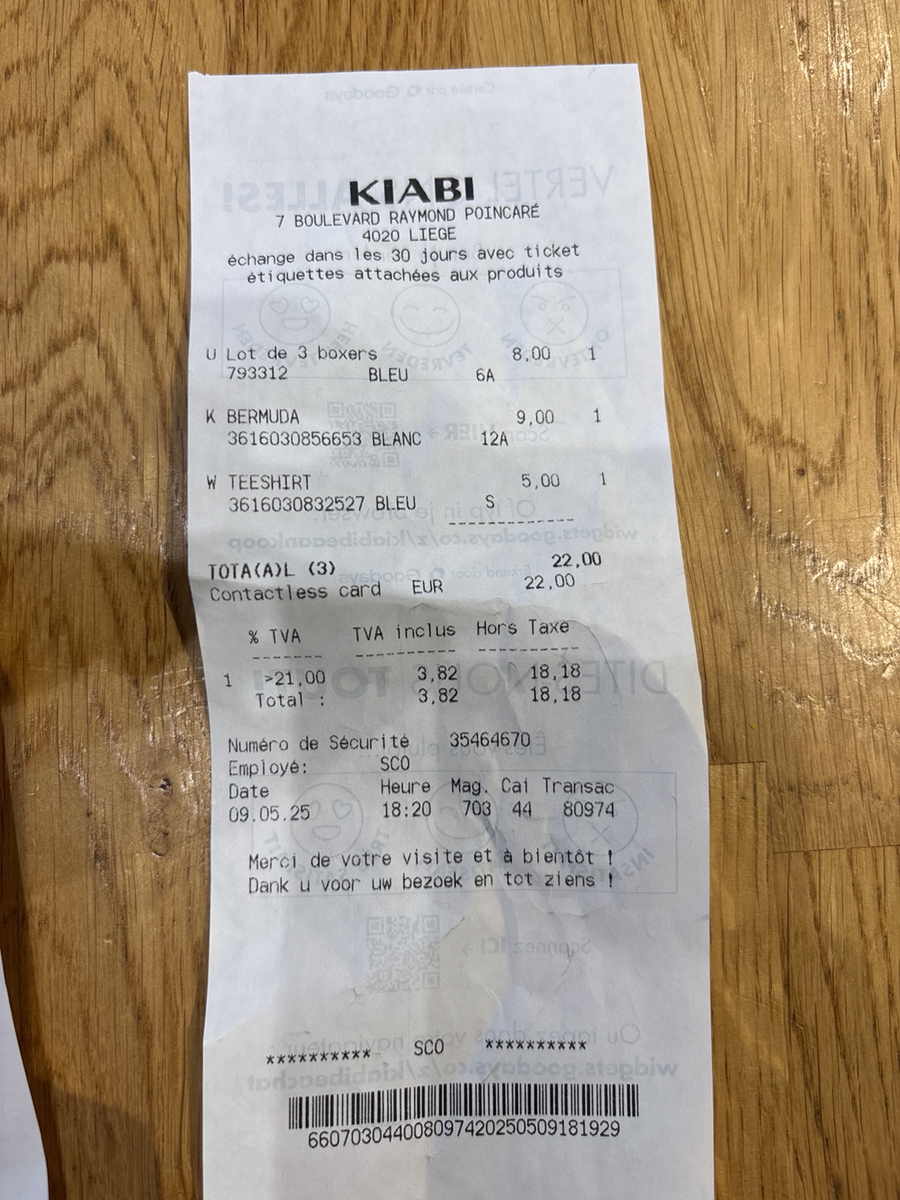 KIABI
7 BOULEVARD RAYMOND POINCARÉ
4020 LIEGE
échange dans les 30 jours avec ticket
étiquettes attachées aux produits
U Lot de 3 boxers 8,00 1
793312 BLEU 6A
K BERMUDA 9,00 1
3616030856653 BLANC 12A
W TEESHIRT 5,00 1
3616030832527 BLEU S
------------
TOTA(A)L (3) 22,00
Contactless card EUR 22,00
% TVA TVA inclus Hors Taxe
------- ---------- ----------
1 >21,00 3,82 18,18
Total : 3,82 18,18
Numéro de Sécurité 35464670
Employé: SCO
Date Heure Mag. Cai Transac
09.05.25 18:20 703 44 80974
Merci de votre visite et à bientôt !
Dank u voor uw bezoek en tot ziens !
********** SCO **********
660703044008097420250509181929